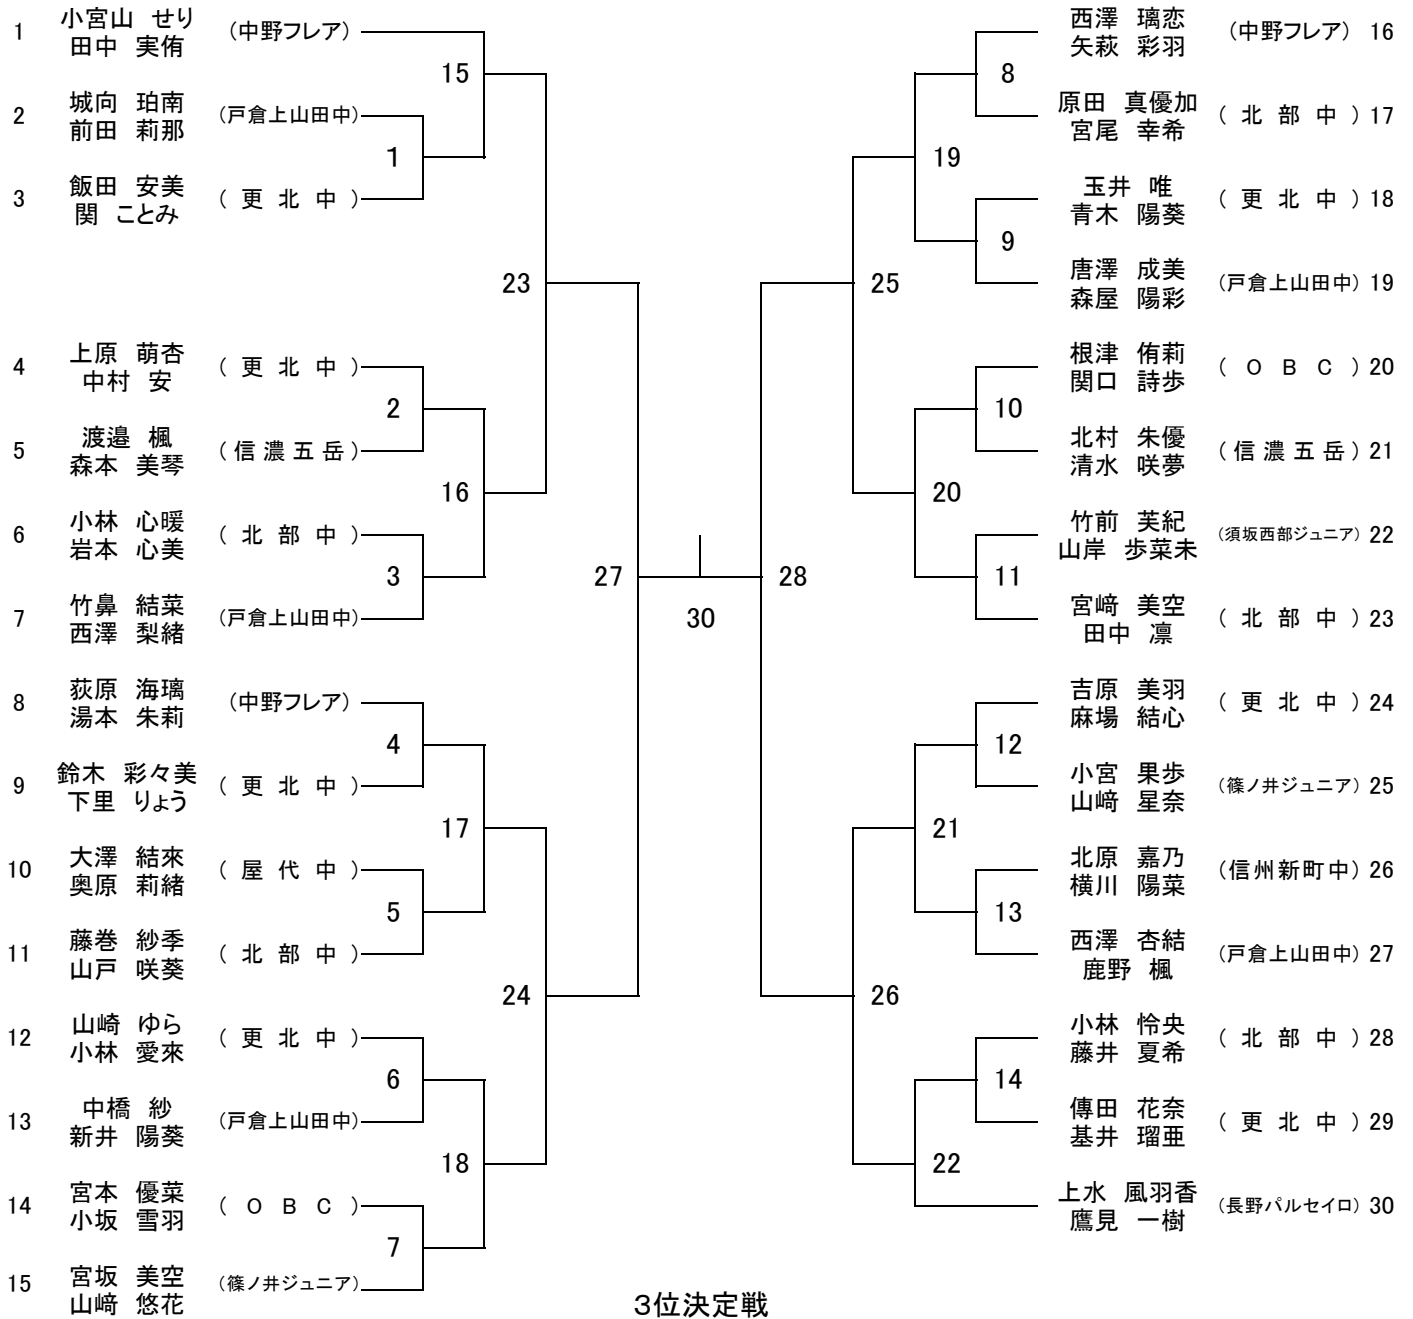 1 小宮山 せり (中野フレア)
田中 実侑
15
2 城向 珀南 (戸倉上山田中)
前田 莉那
1
3 飯田 安美 (更北中)
関 ことみ
23
4 上原 萌杏 (更北中)
中村 安
2
5 渡邉 楓 (信濃五岳)
森本 美琴
16
6 小林 心暖 (北部中)
岩本 心美
3
7 竹鼻 結菜 (戸倉上山田中)
西澤 梨緒
27
8 荻原 海璃 (中野フレア)
湯本 朱莉
4
9 鈴木 彩々美 (更北中)
下里 りょう
17
10 大澤 結來 (屋代中)
奥原 莉緒
5
11 藤巻 紗季 (北部中)
山戸 咲葵
24
12 山崎 ゆら (更北中)
小林 愛來
6
13 中橋 紗 (戸倉上山田中)
新井 陽葵
18
14 宮本 優菜 (OBC)
小坂 雪羽
7
15 宮坂 美空 (篠ノ井ジュニア)
山﨑 悠花
30
西澤 璃恋 (中野フレア) 16
矢萩 彩羽
8
原田 真優加 (北部中) 17
宮尾 幸希
19
玉井 唯 (更北中) 18
青木 陽葵
9
唐澤 成美 (戸倉上山田中) 19
森屋 陽彩
25
根津 侑莉 (OBC) 20
関口 詩歩
10
北村 朱優 (信濃五岳) 21
清水 咲夢
20
竹前 芙紀 (須坂西部ジュニア) 22
山岸 歩菜未
11
宮﨑 美空 (北部中) 23
田中 凛
28
吉原 美羽 (更北中) 24
麻場 結心
12
小宮 果歩 (篠ノ井ジュニア) 25
山﨑 星奈
21
北原 嘉乃 (信州新町中) 26
横川 陽菜
13
西澤 杏結 (戸倉上山田中) 27
鹿野 楓
26
小林 怜央 (北部中) 28
藤井 夏希
14
傳田 花奈 (更北中) 29
基井 瑠亜
22
上水 風羽香 (長野パルセイロ) 30
鷹見 一樹
3位決定戦